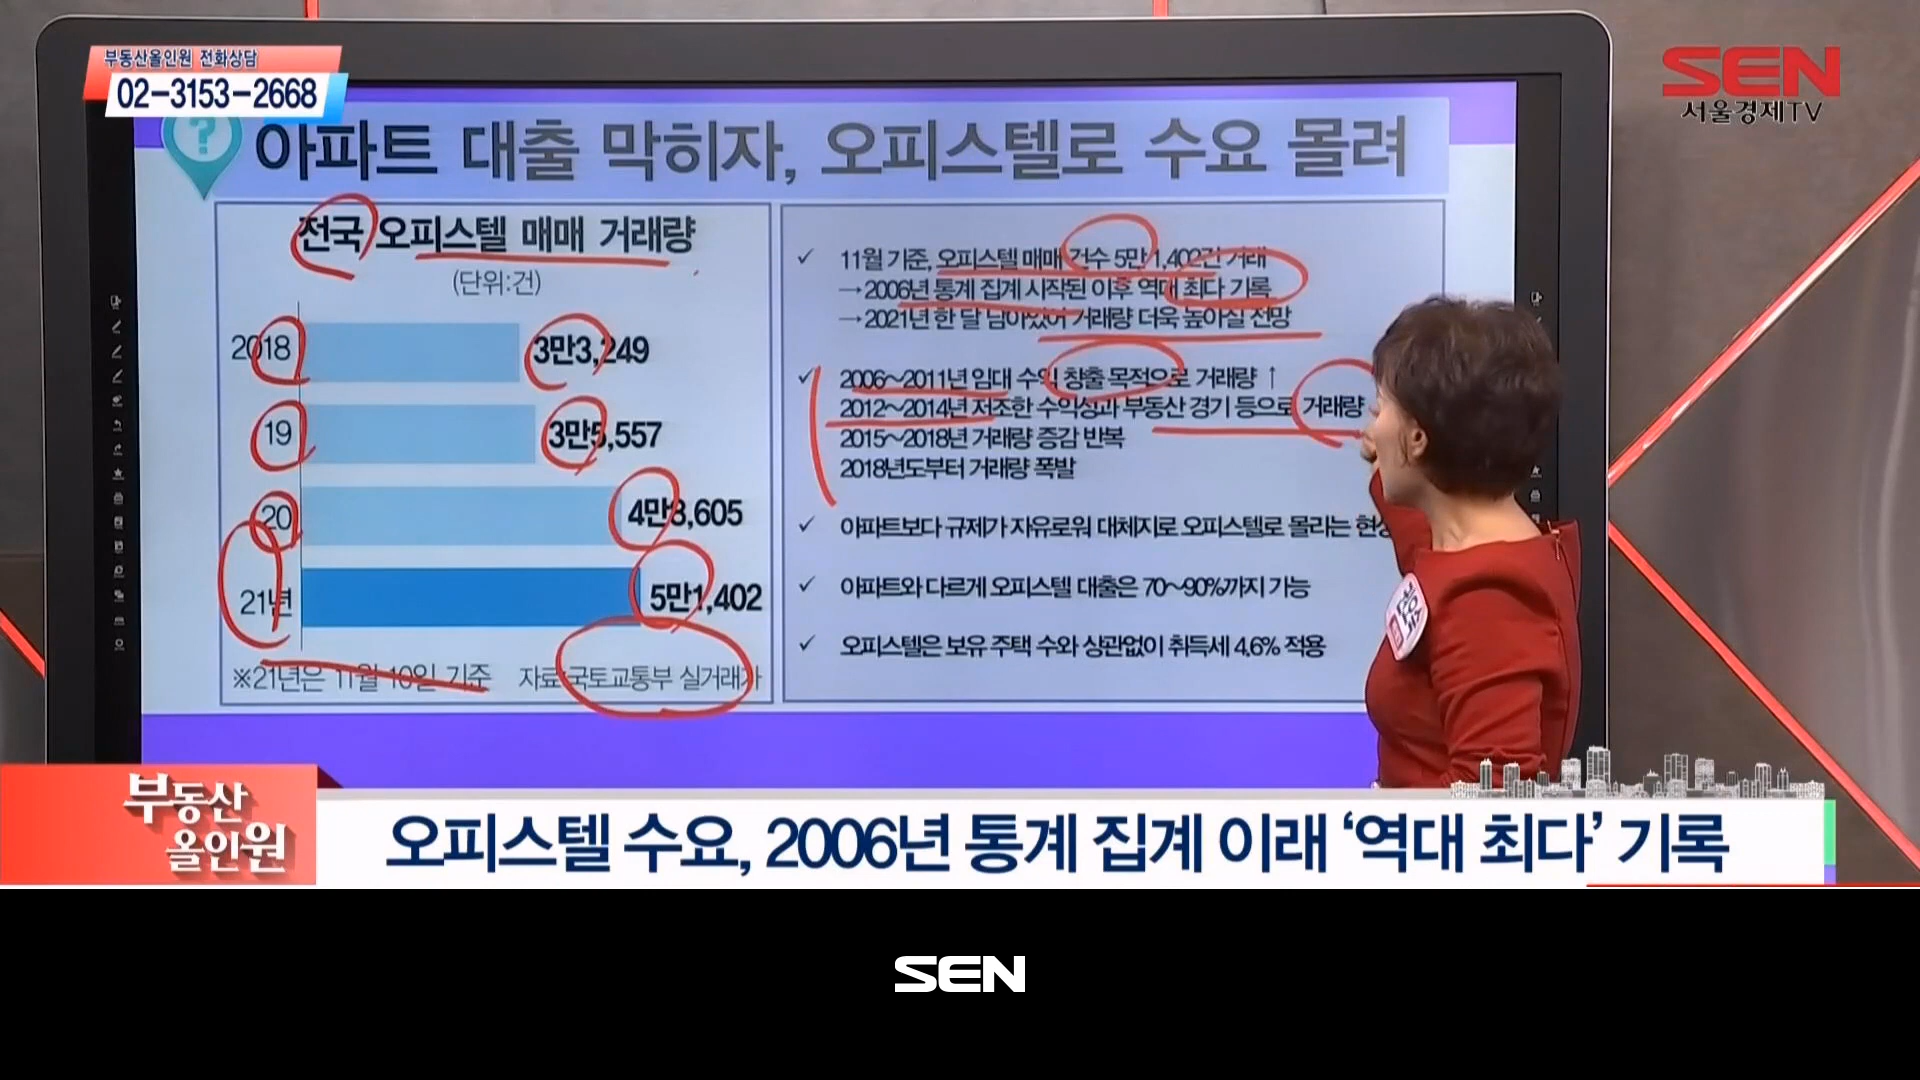 부동산올인원 전화상담
02-3153-2668
SEN
서울경제TV
?
아파트 대출 막히자, 오피스텔로 수요 몰려
전국 오피스텔 매매 거래량
(단위:건)
2018 3만3,249
19 3만5,557
20 4만8,605
21년 5만1,402
※21년은 11월 10일 기준 자료:국토교통부 실거래가
✓ 11월 기준, 오피스텔 매매 건수 5만 1,402건 거래
→2006년 통계 집계 시작된 이후 역대 최다 기록
→2021년 한 달 남아있어 거래량 더욱 높아질 전망
✓ 2006~2011년 임대 수익 창출 목적으로 거래량 ↑
2012~2014년 저조한 수익성과 부동산 경기 등으로 거래량
2015~2018년 거래량 증감 반복
2018년도부터 거래량 폭발
✓ 아파트보다 규제가 자유로워 대체지로 오피스텔로 몰리는 현상
✓ 아파트와 다르게 오피스텔 대출은 70~90%까지 가능
✓ 오피스텔은 보유 주택 수와 상관없이 취득세 4.6% 적용
부동산
올인원
오피스텔 수요, 2006년 통계 집계 이래 ‘역대 최다’ 기록
SEN